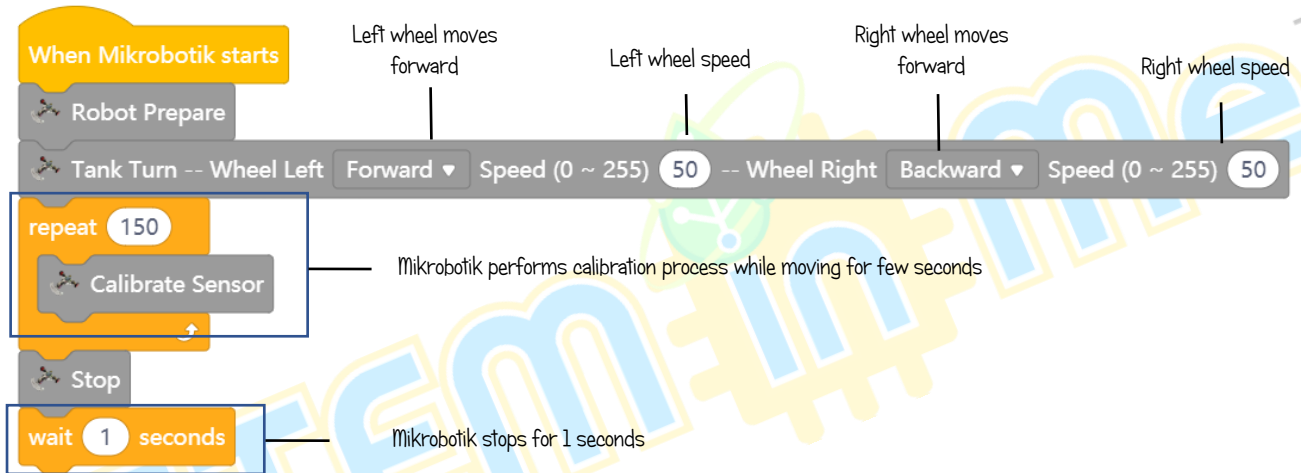 When Mikrobotik starts
Left wheel moves
forward
Left wheel speed
Right wheel moves
forward
Right wheel speed
Robot Prepare
Tank Turn -- Wheel Left Forward Speed (0 ~ 255) 50 -- Wheel Right Backward Speed (0 ~ 255) 50
repeat 150
Calibrate Sensor
Mikrobotik performs calibration process while moving for few seconds
Stop
wait 1 seconds
Mikrobotik stops for 1 seconds
STEM in me